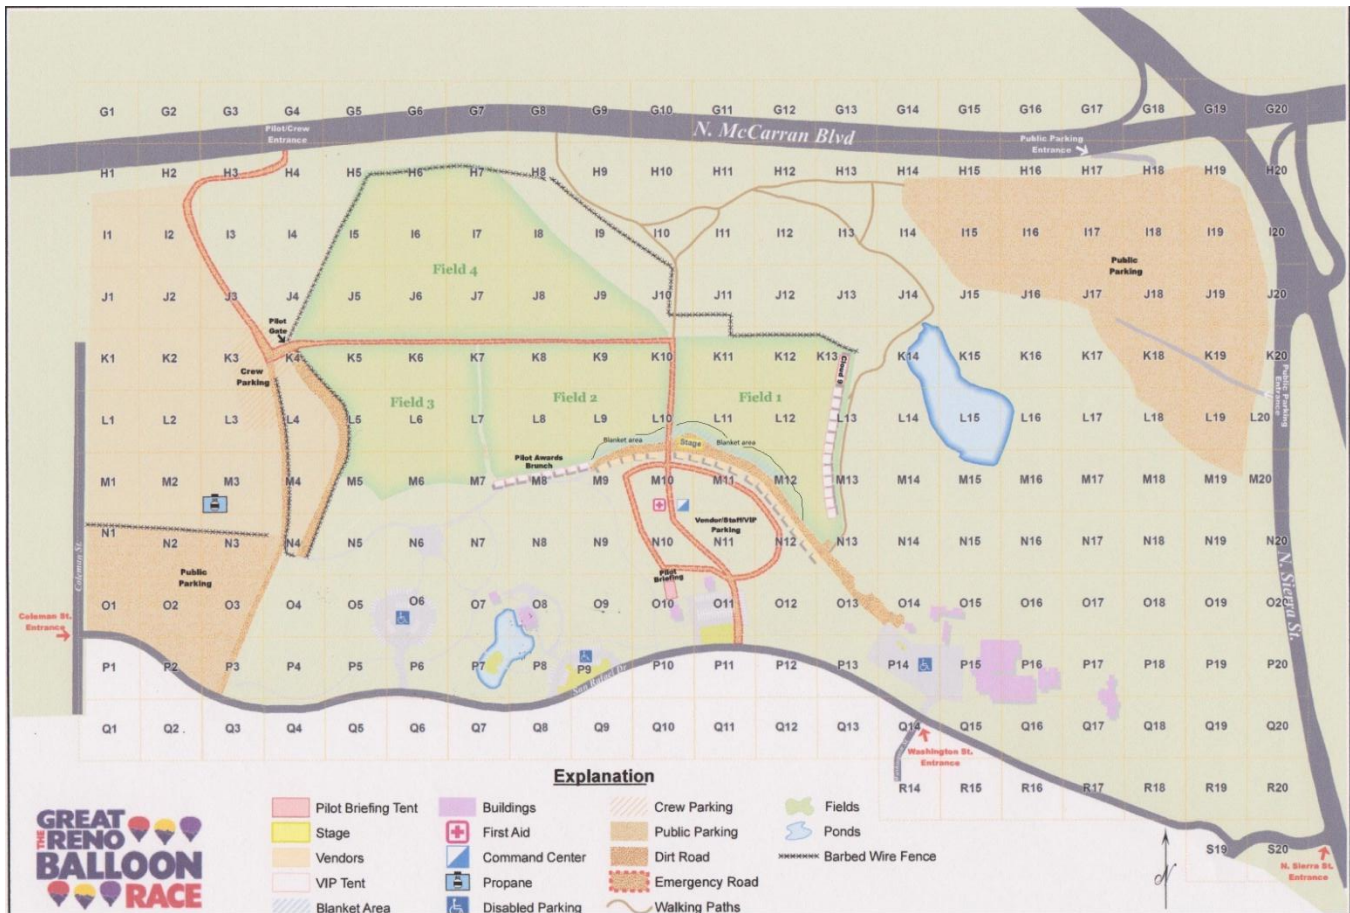 G1 G2 G3 G4 G5 G6 G7 G8 G9 G10 G11 G12 G13 G14 G15 G16 G17 G18 G19 G20
Pilot/Crew
Entrance
N. McCarran Blvd
Public Parking
Entrance
H1 H2 H3 H4 H5 H6 H7 H8 H9 H10 H11 H12 H13 H14 H15 H16 H17 H18 H19 H20
I1 I2 I3 I4 I5 I6 I7 I8 I9 I10 I11 I12 I13 I14 I15 I16 I17 I18 I19 I20
Field 4
Public
Parking
J1 J2 J3 J4 J5 J6 J7 J8 J9 J10 J11 J12 J13 J14 J15 J16 J17 J18 J19 J20
Pilot
Gate
K1 K2 K3 K4 K5 K6 K7 K8 K9 K10 K11 K12 K13 K14 K15 K16 K17 K18 K19 K20
Crew
Parking
Cloud 9
Public Parking
Entrance
Field 3
Field 2
Field 1
L1 L2 L3 L4 L5 L6 L7 L8 L9 L10 L11 L12 L13 L14 L15 L16 L17 L18 L19 L20
Blanket area
Stage
Blanket area
Pilot Awards
Brunch
M1 M2 M3 M4 M5 M6 M7 M8 M9 M10 M11 M12 M13 M14 M15 M16 M17 M18 M19 M20
Vendor/Staff/VIP
Parking
N1 N2 N3 N4 N5 N6 N7 N8 N9 N10 N11 N12 N13 N14 N15 N16 N17 N18 N19 N20
Coleman St.
Public
Parking
Pilot
Briefing
N. Sierra St.
O1 O2 O3 O4 O5 O6 O7 O8 O9 O10 O11 O12 O13 O14 O15 O16 O17 O18 O19 O20
Coleman St.
Entrance
P1 P2 P3 P4 P5 P6 P7 P8 P9 P10 P11 P12 P13 P14 P15 P16 P17 P18 P19 P20
San Rafael Dr
Q1 Q2 Q3 Q4 Q5 Q6 Q7 Q8 Q9 Q10 Q11 Q12 Q13 Q14 Q15 Q16 Q17 Q18 Q19 Q20
Washington St.
Entrance
R14 R15 R16 R17 R18 R19 R20
S19 S20
N. Sierra St.
Entrance
N
Explanation
Pilot Briefing Tent
Stage
Vendors
VIP Tent
Blanket Area
Buildings
First Aid
Command Center
Propane
Disabled Parking
Crew Parking
Public Parking
Dirt Road
Emergency Road
Walking Paths
Fields
Ponds
Barbed Wire Fence
THE
GREAT
RENO
BALLOON
RACE